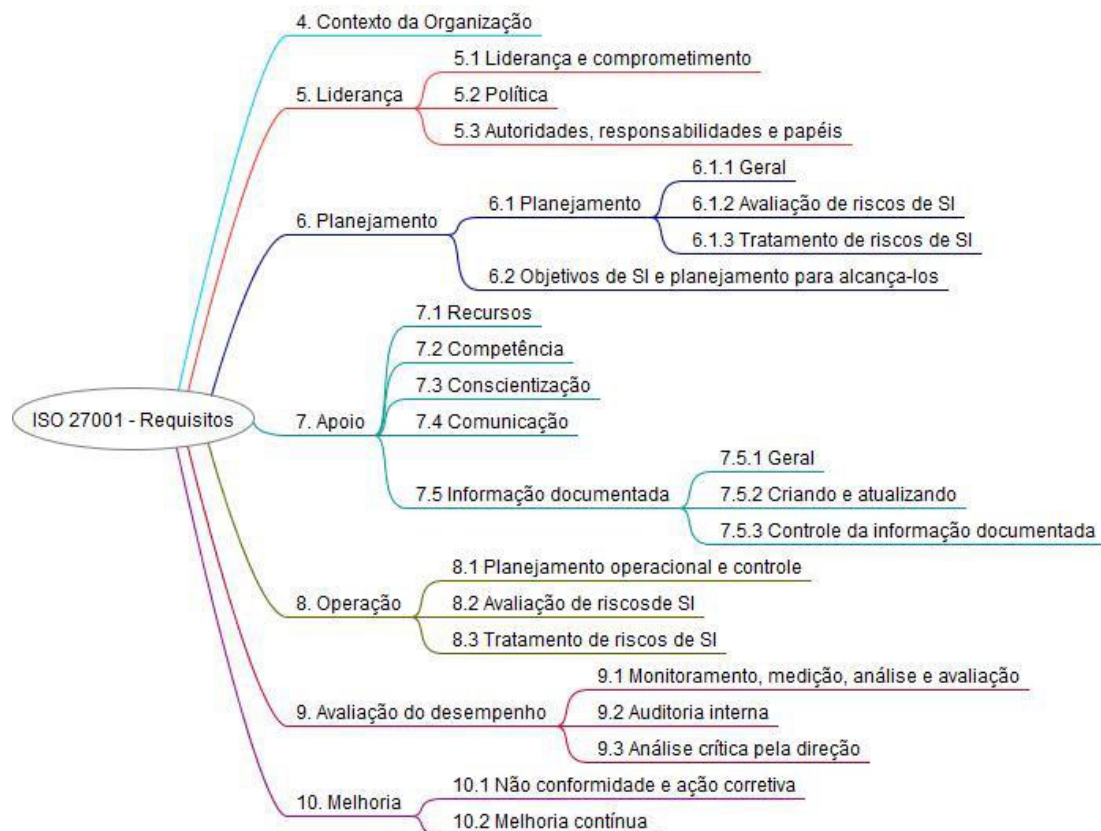 4. Contexto da Organização
5.1 Liderança e comprometimento
5. Liderança
5.2 Política
5.3 Autoridades, responsabilidades e papéis
6.1.1 Geral
6.1 Planejamento
6.1.2 Avaliação de riscos de SI
6. Planejamento
6.1.3 Tratamento de riscos de SI
6.2 Objetivos de SI e planejamento para alcança-los
7.1 Recursos
7.2 Competência
7.3 Conscientização
ISO 27001 - Requisitos
7. Apoio
7.4 Comunicação
7.5.1 Geral
7.5 Informação documentada
7.5.2 Criando e atualizando
7.5.3 Controle da informação documentada
8.1 Planejamento operacional e controle
8. Operação
8.2 Avaliação de riscosde SI
8.3 Tratamento de riscos de SI
9.1 Monitoramento, medição, análise e avaliação
9. Avaliação do desempenho
9.2 Auditoria interna
9.3 Análise crítica pela direção
10.1 Não conformidade e ação corretiva
10. Melhoria
10.2 Melhoria contínua